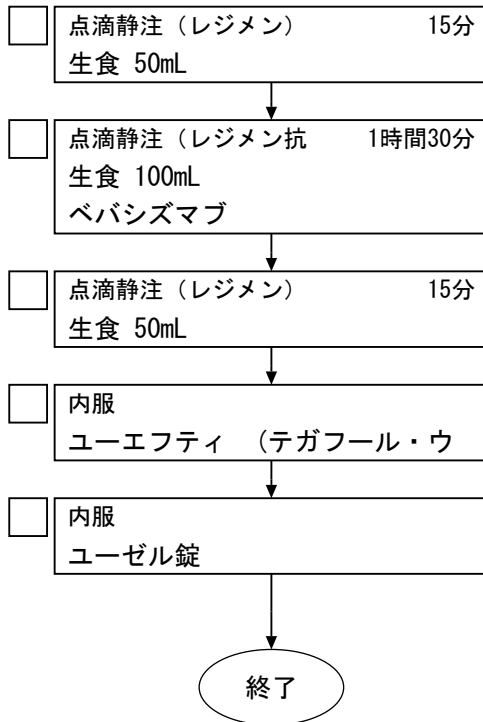 点滴静注（レジメン） 15分
生食 50mL
点滴静注（レジメン抗 1時間30分
生食 100mL
ベバシズマブ
点滴静注（レジメン） 15分
生食 50mL
内服
ユーエフティ （テガフール・ウ
内服
ユーゼル錠
終了